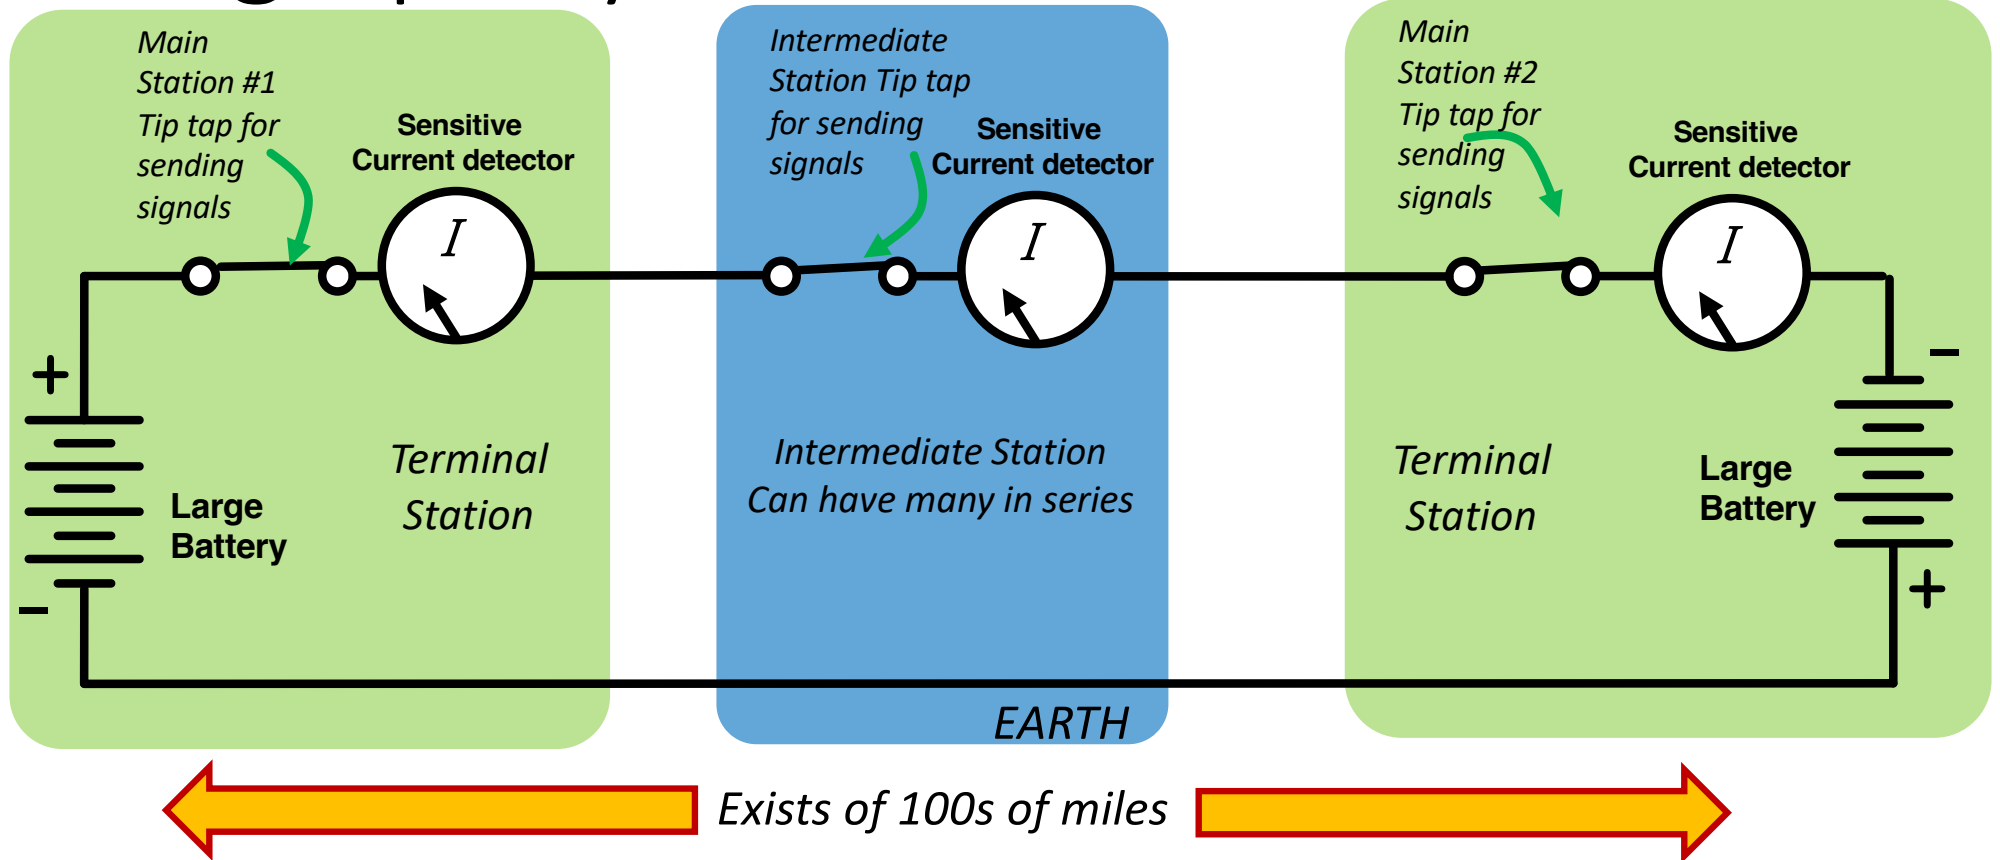 Main
Station #1
Tip tap for
sending
signals
Sensitive
Current detector
I
+
−
Large
Battery
Terminal
Station
Intermediate
Station Tip tap
for sending
signals
Sensitive
Current detector
I
Intermediate Station
Can have many in series
EARTH
Main
Station #2
Tip tap for
sending
signals
Sensitive
Current detector
I
−
+
Terminal
Station
Large
Battery
Exists of 100s of miles